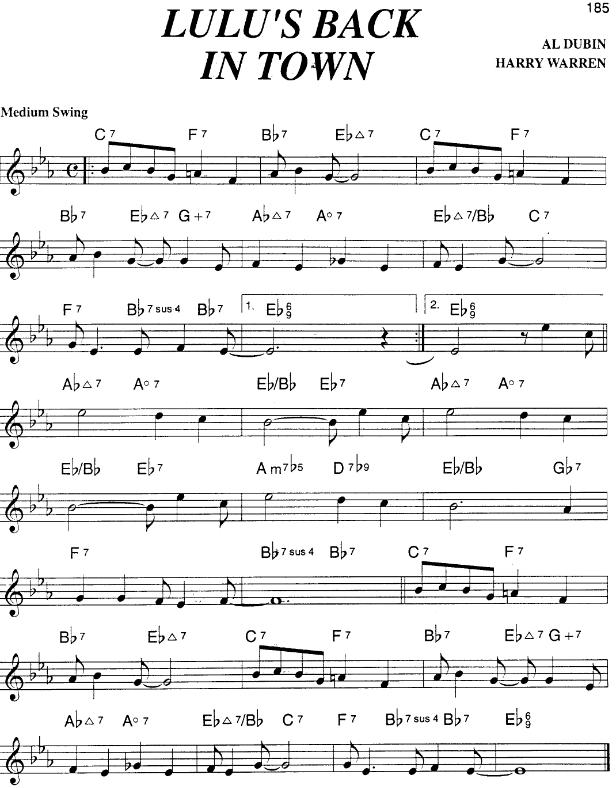 185
LULU'S BACK
IN TOWN
AL DUBIN
HARRY WARREN
Medium Swing
C7 F7 B♭7 E♭△7 C7 F7
B♭7 E♭△7 G+7 A♭△7 A°7 E♭△7/B♭ C7
F7 B♭7sus4 B♭7 1. E♭6/9 2. E♭6/9
A♭△7 A°7 E♭/B♭ E♭7 A♭△7 A°7
E♭/B♭ E♭7 Am7♭5 D7♭9 E♭/B♭ G♭7
F7 B♭7sus4 B♭7 C7 F7
B♭7 E♭△7 C7 F7 B♭7 E♭△7 G+7
A♭△7 A°7 E♭△7/B♭ C7 F7 B♭7sus4 B♭7 E♭6/9